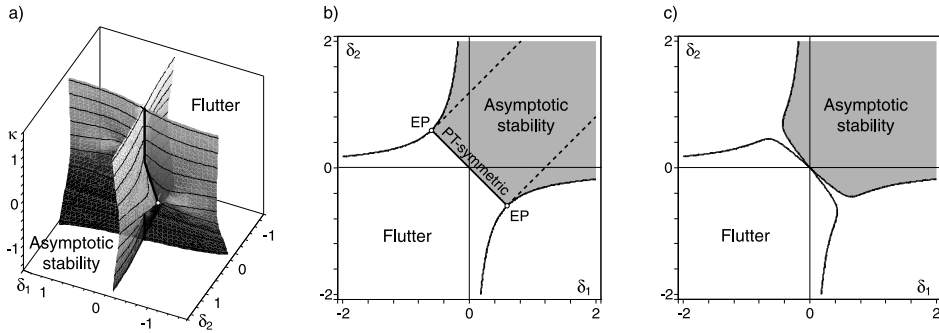 a)
Flutter
κ
1
0
-1
Asymptotic
stability
δ1
1
0
-1
δ2
1
0
-1
b)
2
δ2
Asymptotic
stability
EP
PT-symmetric
0
EP
Flutter
-2
δ1
-2
0
2
c)
2
δ2
Asymptotic
stability
0
Flutter
-2
δ1
-2
0
2